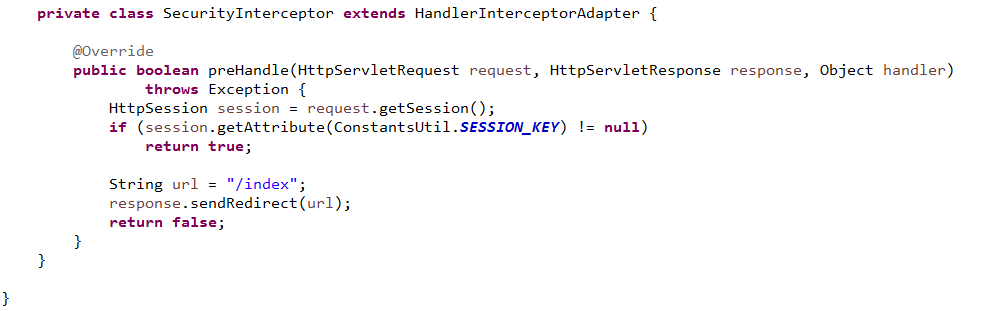 private class SecurityInterceptor extends HandlerInterceptorAdapter {
@Override
public boolean preHandle(HttpServletRequest request, HttpServletResponse response, Object handler)
throws Exception {
HttpSession session = request.getSession();
if (session.getAttribute(ConstantsUtil.SESSION_KEY) != null)
return true;
String url = "/index";
response.sendRedirect(url);
return false;
}
}
}